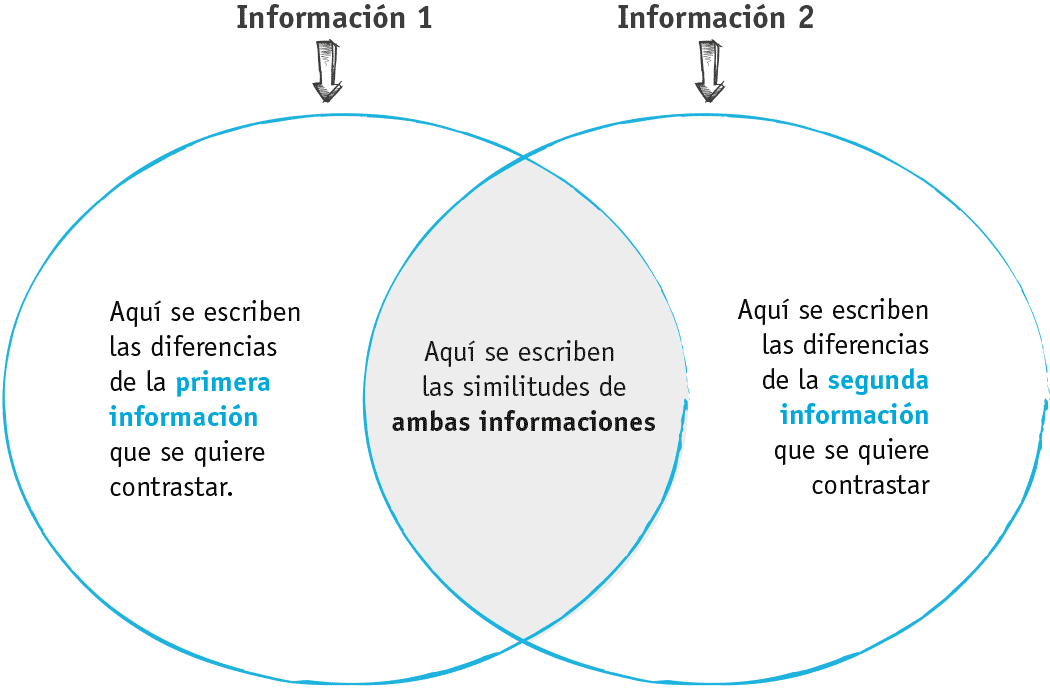 Información 1
Información 2
Aquí se escriben
las diferencias
de la primera
información
que se quiere
contrastar.
Aquí se escriben
las similitudes de
ambas informaciones
Aquí se escriben
las diferencias
de la segunda
información
que se quiere
contrastar